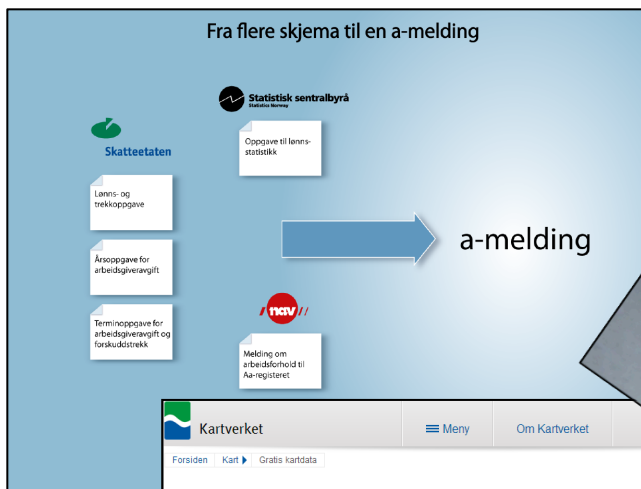 Fra flere skjema til en a-melding
Statistisk sentralbyrå
Statistics Norway
Oppgave til lønns-
statistikk
Skatteetaten
Lønns- og
trekkoppgave
Årsoppgave for
arbeidsgiveravgift
Terminoppgave for
arbeidsgiveravgift og
forskuddstrekk
a-melding
nav
Melding om
arbeidsforhold til
Aa-registeret
Kartverket
Meny
Om Kartverket
Forsiden
Kart
Gratis kartdata